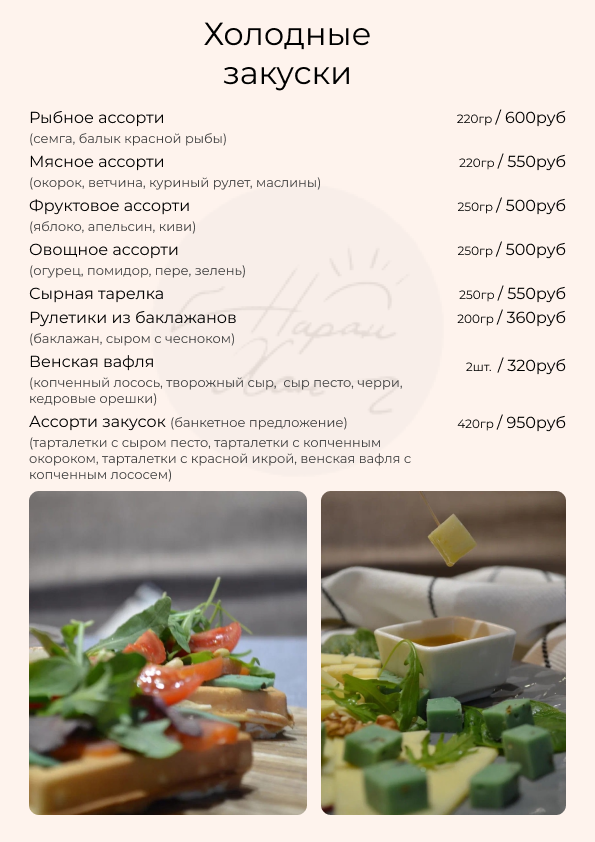 Холодные
закуски
Рыбное ассорти 220гр / 600руб
(семга, балык красной рыбы)
Мясное ассорти 220гр / 550руб
(окорок, ветчина, куриный рулет, маслины)
Фруктовое ассорти 250гр / 500руб
(яблоко, апельсин, киви)
Овощное ассорти 250гр / 500руб
(огурец, помидор, пере, зелень)
Сырная тарелка 250гр / 550руб
Рулетики из баклажанов 200гр / 360руб
(баклажан, сыром с чесноком)
Венская вафля 2шт. / 320руб
(копченный лосось, творожный сыр, сыр песто, черри,
кедровые орешки)
Ассорти закусок (банкетное предложение) 420гр / 950руб
(тарталетки с сыром песто, тарталетки с копченным
окороком, тарталетки с красной икрой, венская вафля с
копченным лососем)
Наран
Хан 2